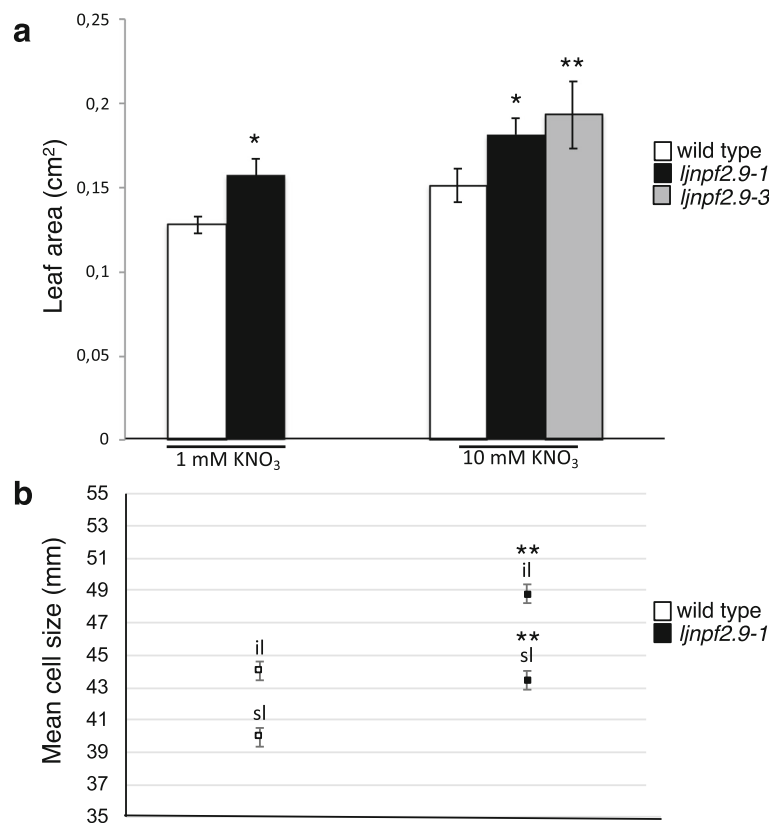 a
Leaf area (cm²)
0,25
0,2
0,15
0,1
0,05
0
*
*
**
1 mM KNO₃
10 mM KNO₃
wild type
ljnpf2.9-1
ljnpf2.9-3
b
Mean cell size (mm)
55
53
51
49
47
45
43
41
39
37
35
il
sl
**
il
**
sl
wild type
ljnpf2.9-1